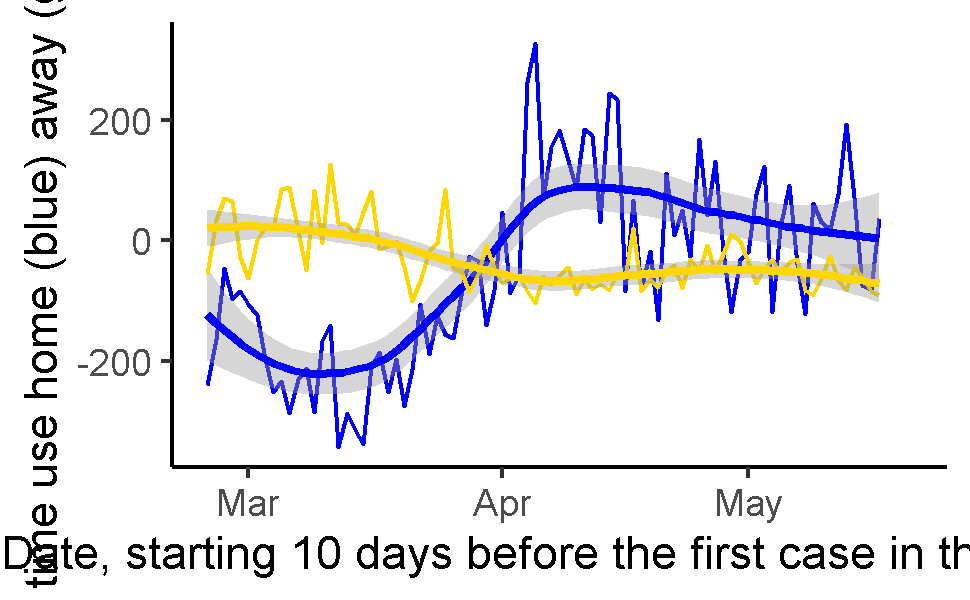 time use home (blue) away (
200
0
-200
Mar Apr May
Date, starting 10 days before the first case in th